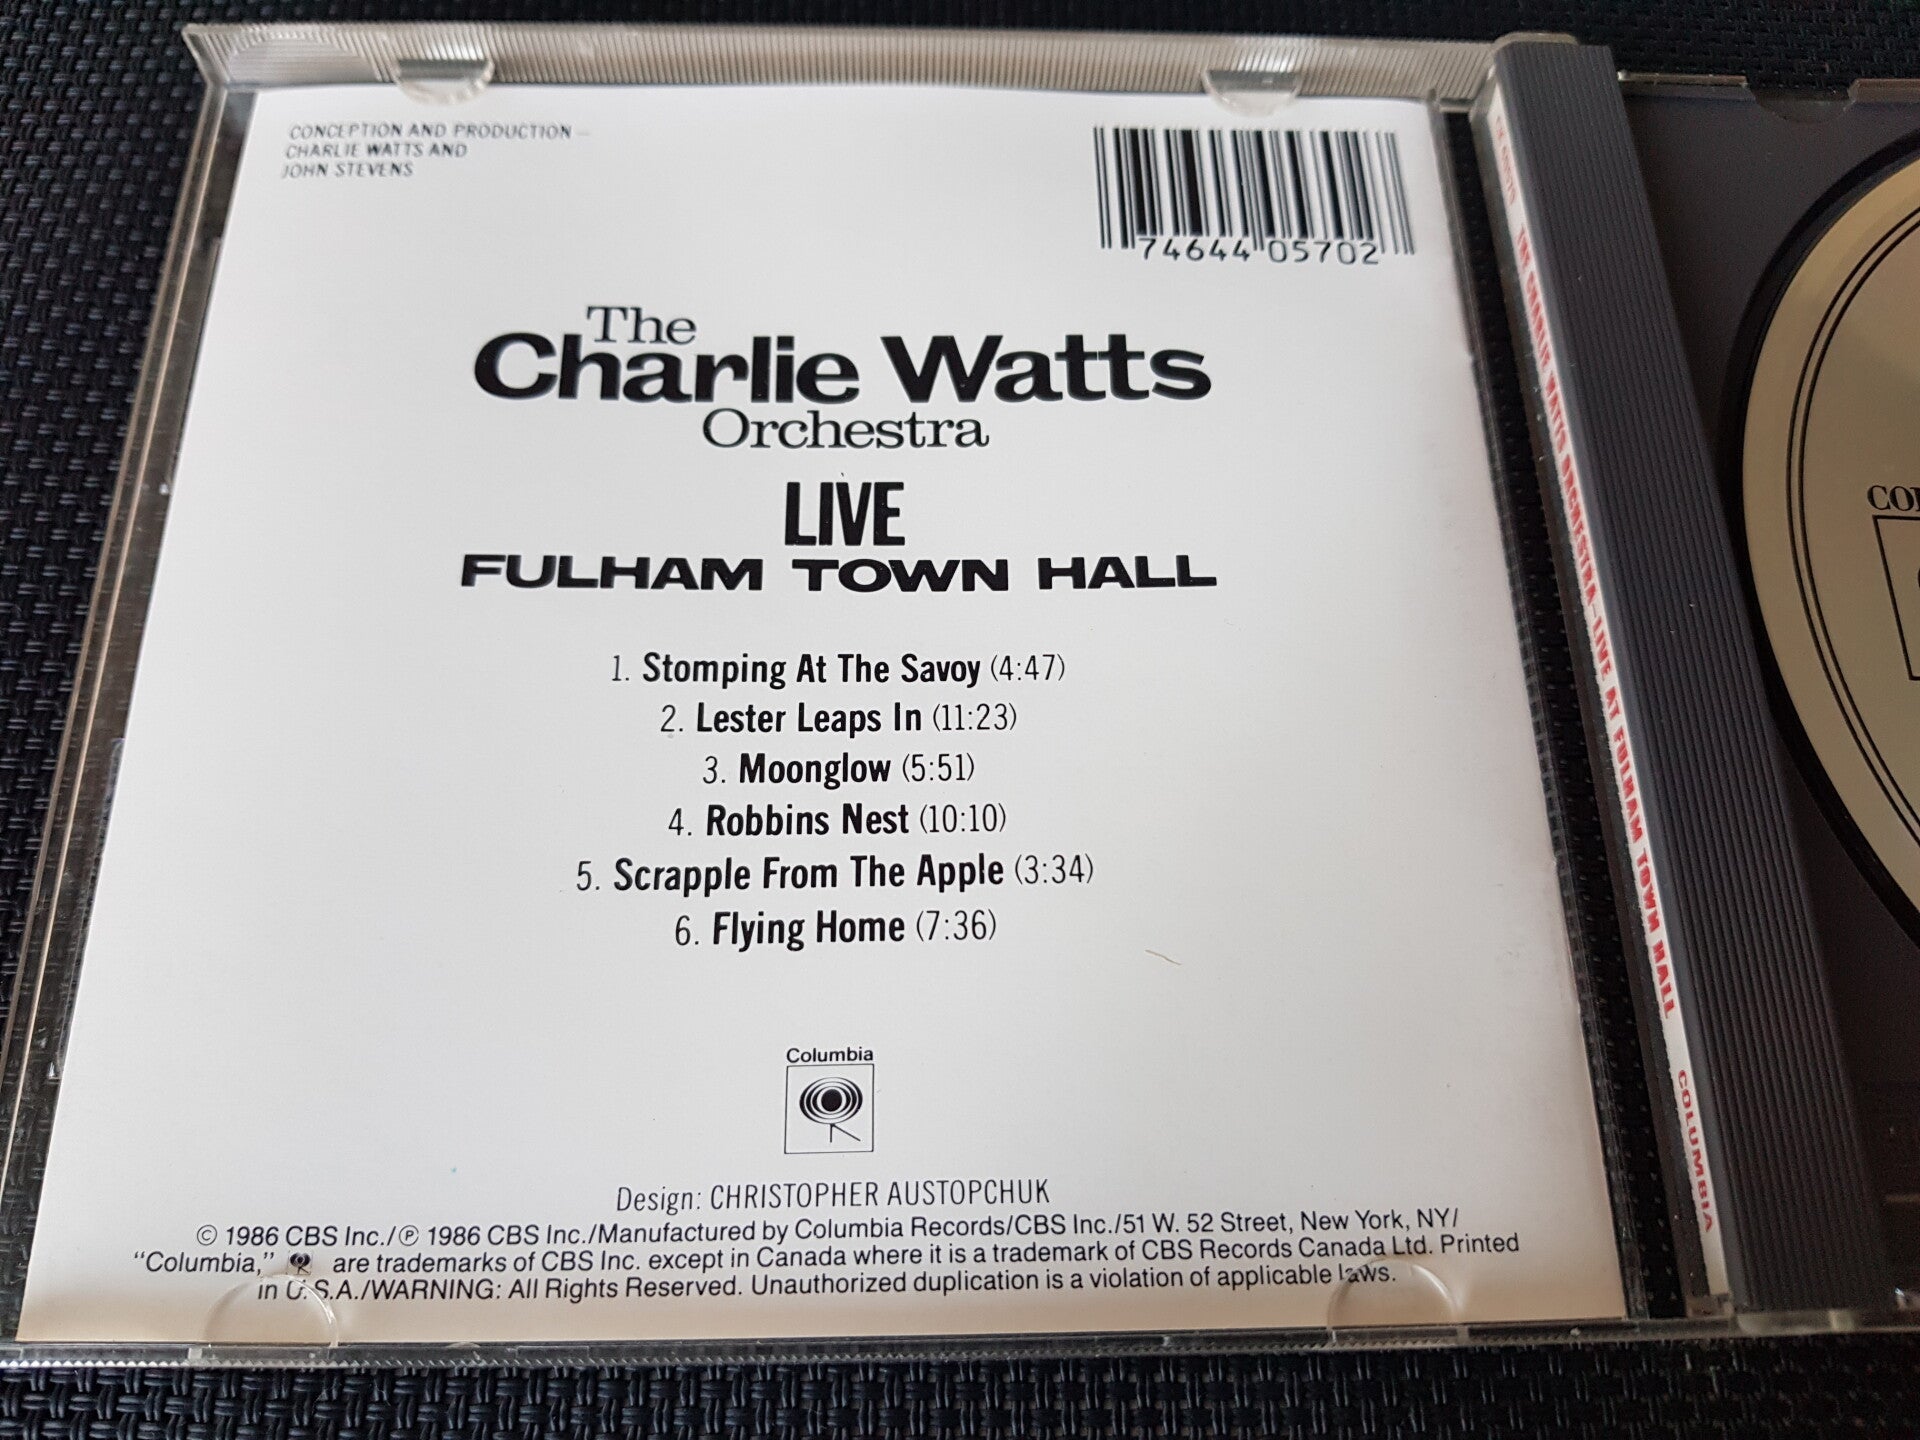 CONCEPTION AND PRODUCTION –
CHARLIE WATTS AND
JOHN STEVENS
74644 05702
The
Charlie Watts
Orchestra
LIVE
FULHAM TOWN HALL
1. Stomping At The Savoy (4:47)
2. Lester Leaps In (11:23)
3. Moonglow (5:51)
4. Robbins Nest (10:10)
5. Scrapple From The Apple (3:34)
6. Flying Home (7:36)
Columbia
Design: CHRISTOPHER AUSTOPCHUK
© 1986 CBS Inc./℗ 1986 CBS Inc./Manufactured by Columbia Records/CBS Inc./51 W. 52 Street, New York, NY/
“Columbia,” are trademarks of CBS Inc. except in Canada where it is a trademark of CBS Records Canada Ltd. Printed
in U.S.A./WARNING: All Rights Reserved. Unauthorized duplication is a violation of applicable laws.
THE CHARLIE WATTS ORCHESTRA—LIVE AT FULHAM TOWN HALL COLUMBIA